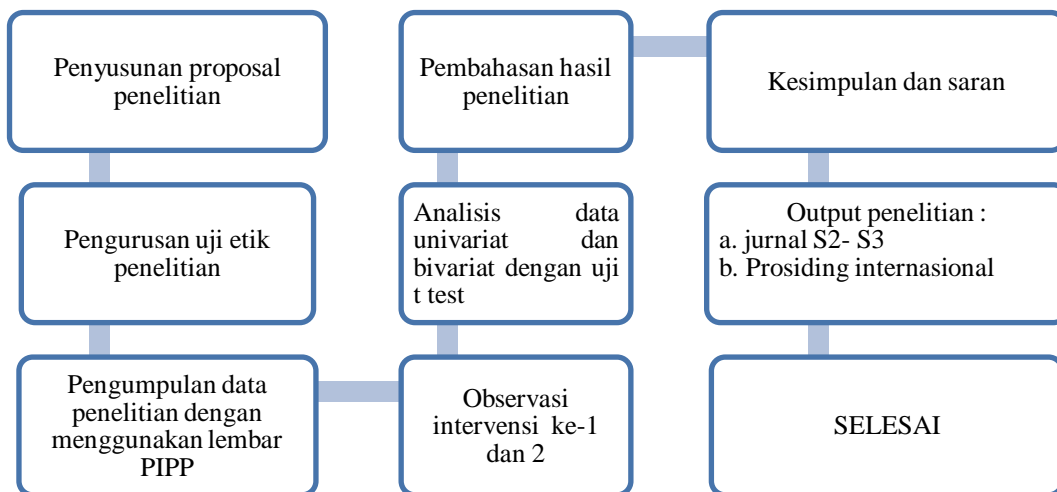 Penyusunan proposal
penelitian
Pengurusan uji etik
penelitian
Pengumpulan data
penelitian dengan
menggunakan lembar
PIPP
Observasi
intervensi ke-1
dan 2
Analisis data
univariat dan
bivariat dengan uji
t test
Pembahasan hasil
penelitian
Kesimpulan dan saran
Output penelitian :
a. jurnal S2- S3
b. Prosiding internasional
SELESAI